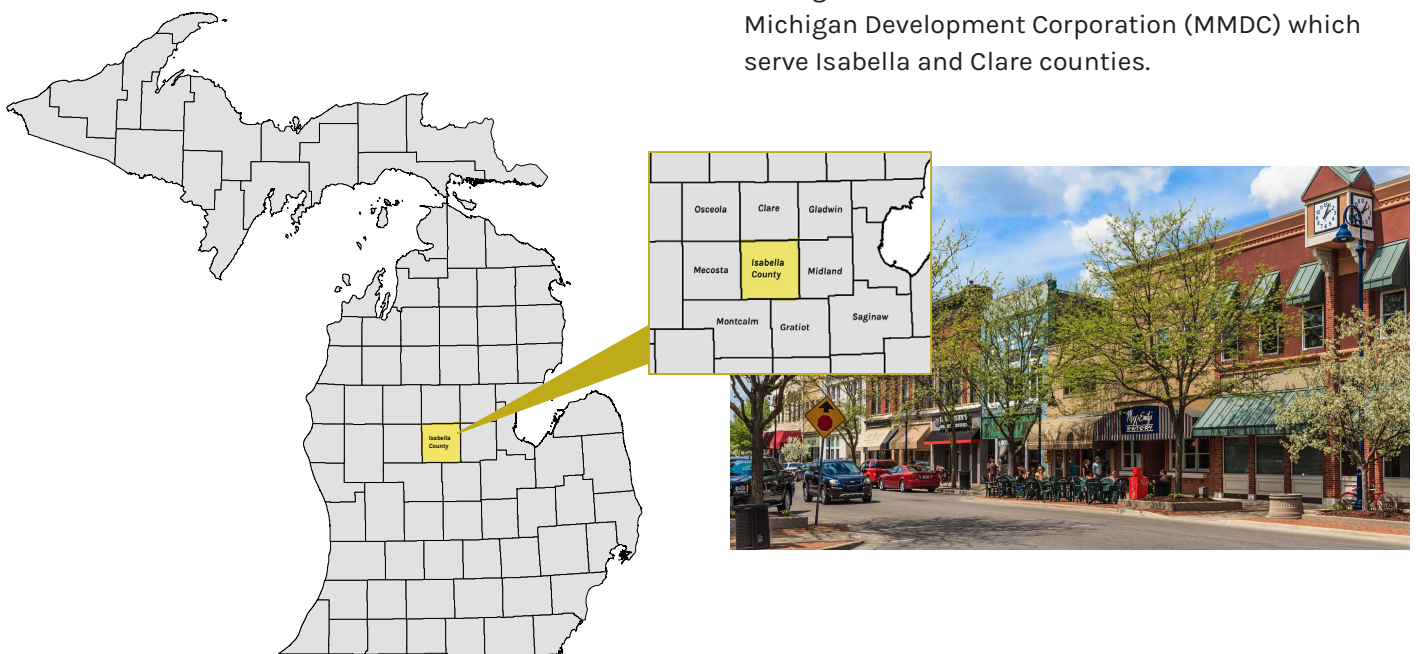 Michigan Development Corporation (MMDC) which
serve Isabella and Clare counties.
Osceola
Clare
Gladwin
Mecosta
Isabella
County
Midland
Montcalm
Gratiot
Saginaw
Isabella
County